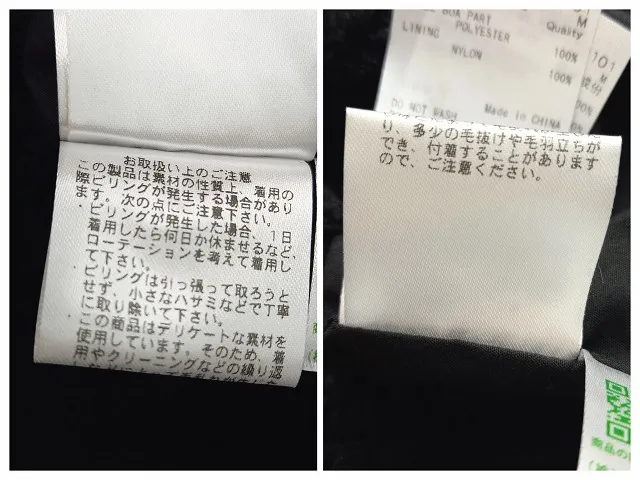 お取扱い上のご注意
この製品は素材の性質上、着用の
際ピリングが発生する場合があり
ます。次の点にご注意下さい。
・ピリングが発生した場合、1日
着用したら何日か休ませるなど、
ローテーションを考えて着用し
て下さい。
・ピリングは引っ張って取ろうと
せず、小さなハサミなどで丁寧
に取り除いて下さい。
・この商品はデリケートな素材を
使用しています。そのため、着
用やクリーニングなどの繰り返
BOA PART
M
Quality
POLYESTER
LINING
100%
101
NYLON
M
100%
成份
DO NOT WASH
Made in CHINA
り、多少の毛抜けや毛羽立ちが
でき、付着することがあります
ので、ご注意ください。
商品の